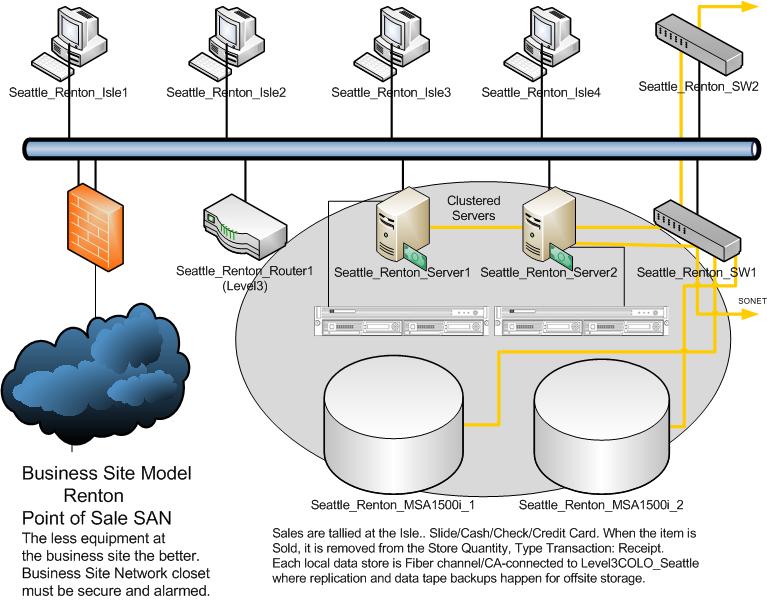 Seattle_Renton_Isle1
Seattle_Renton_Isle2
Seattle_Renton_Isle3
Seattle_Renton_Isle4
Seattle_Renton_SW2
Clustered
Servers
Seattle_Renton_Router1
(Level3)
Seattle_Renton_Server1
Seattle_Renton_Server2
Seattle_Renton_SW1
SONET
Seattle_Renton_MSA1500i_1
Seattle_Renton_MSA1500i_2
Business Site Model
Renton
Point of Sale SAN
The less equipment at
the business site the better.
Business Site Network closet
must be secure and alarmed.
Sales are tallied at the Isle.. Slide/Cash/Check/Credit Card. When the item is
Sold, it is removed from the Store Quantity, Type Transaction: Receipt.
Each local data store is Fiber channel/CA-connected to Level3COLO_Seattle
where replication and data tape backups happen for offsite storage.